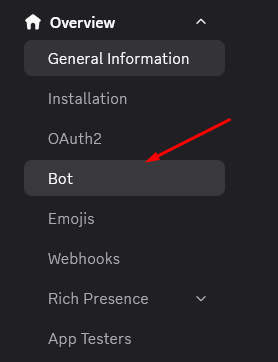 Overview
General Information
Installation
OAuth2
Bot
Emojis
Webhooks
Rich Presence
App Testers